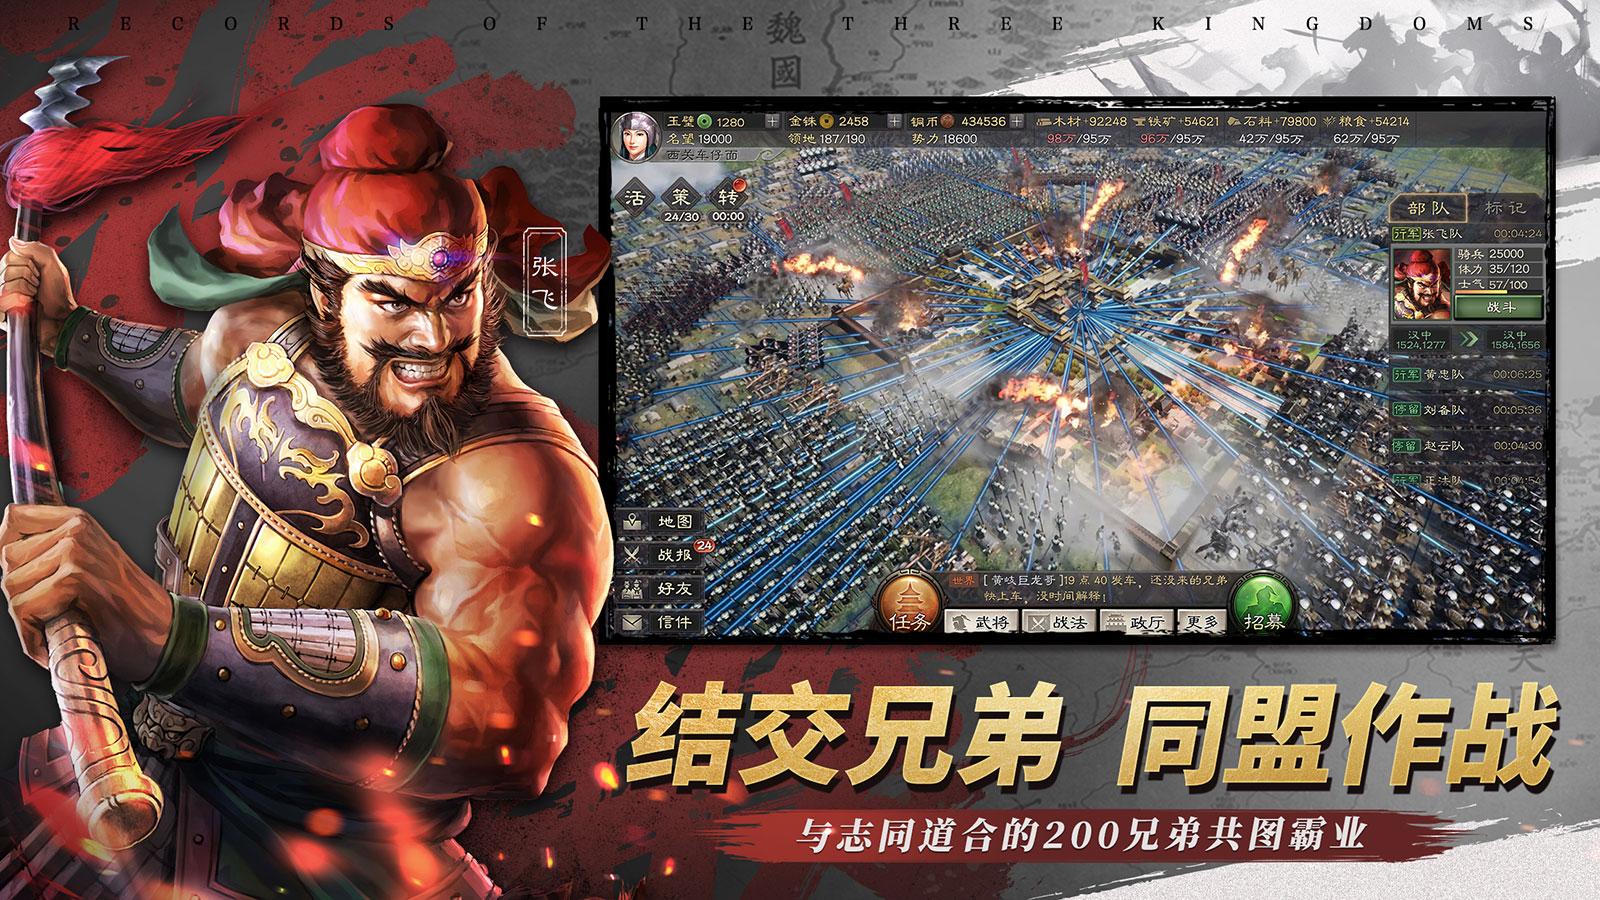 RECORDS OF THE THREE KINGDOMS
魏
國
张飞
玉璧 1280 金铢 2458 铜币 434536 木材+92248 铁矿+54621 石料+79800 粮食+54214
名望 19000 领地 187/190 势力 18600 98万/95万 96万/95万 42万/95万 62万/95万
西关车仔面
活 策 转
24/30 00:00
部队 标记
行军 张飞队 00:04:24
骑兵 25000
体力 35/120
士气 57/100
战斗
汉中 汉中
1524,1277 1584,1656
行军 黄忠队 00:06:25
停留 刘备队 00:05:36
停留 赵云队 00:04:30
行军 00:04:54
地图
战报 24
好友
信件
世界 [黄岐巨龙哥]19点40发车，还没来的兄弟
快上车，没时间解释！
任务 武将 战法 政厅 更多 招募
结交兄弟 同盟作战
与志同道合的200兄弟共图霸业